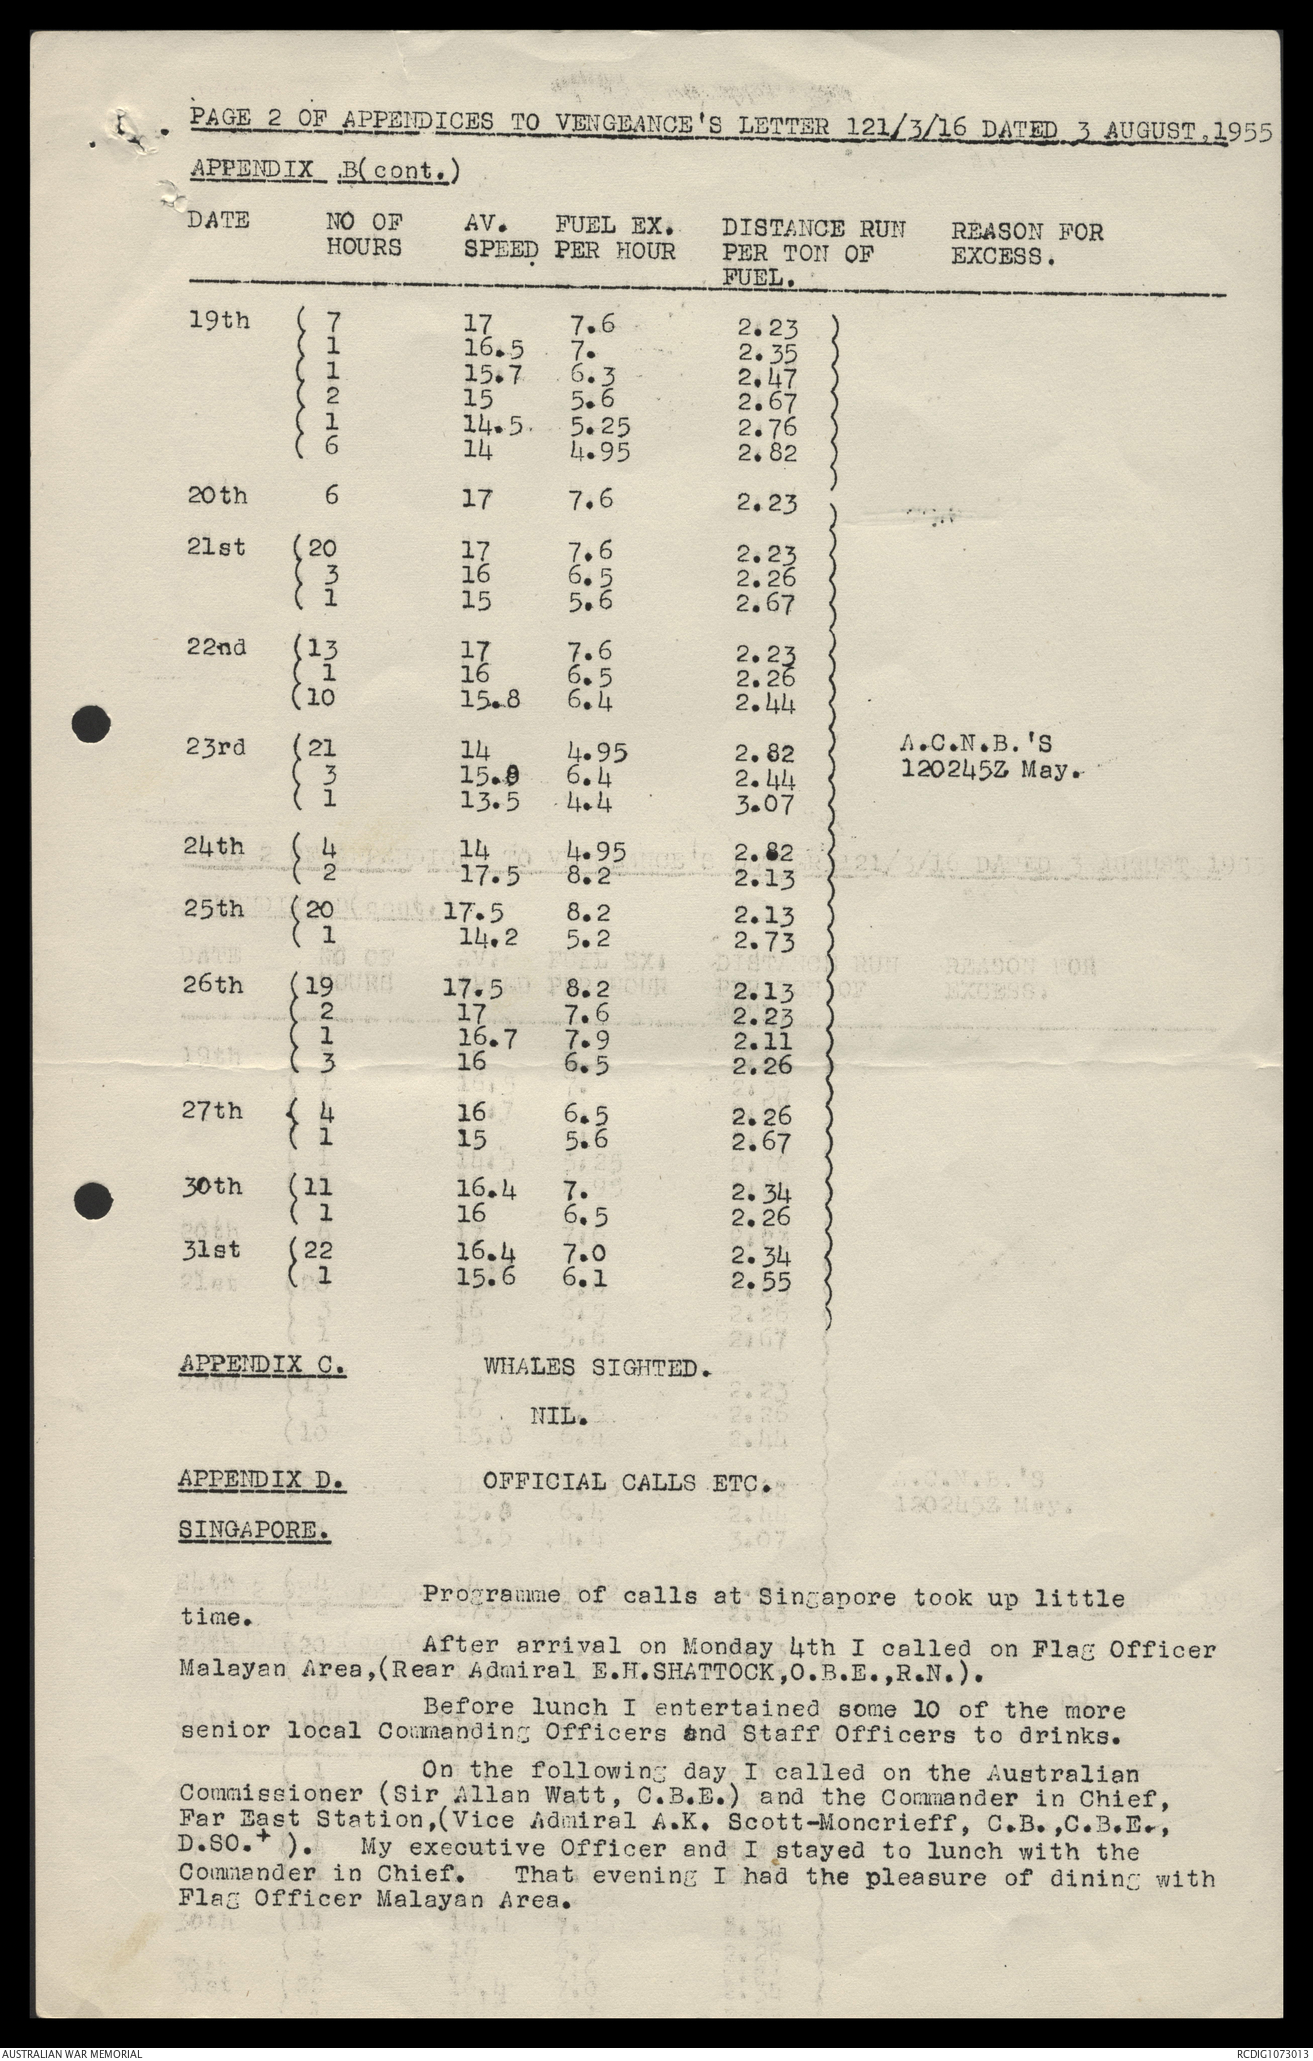 PAGE 2 OF APPENDICES TO VENGEANCE'S LETTER 121/3/16 DATED 3 AUGUST,1955
APPENDIX .B(cont.)
DATE NO OF AV. FUEL EX. DISTANCE RUN REASON FOR
HOURS SPEED PER HOUR PER TON OF EXCESS.
FUEL.
19th ( 7 17 7.6 2.23 )
( 1 16.5 7. 2.35 )
( 1 15.7 6.3 2.47 )
( 2 15 5.6 2.67 )
( 1 14.5 5.25 2.76 )
( 6 14 4.95 2.82 )
20th 6 17 7.6 2.23 )
21st (20 17 7.6 2.23 )
( 3 16 6.5 2.26 )
( 1 15 5.6 2.67 )
22nd (13 17 7.6 2.23 )
( 1 16 6.5 2.26 )
(10 15.8 6.4 2.44 )
23rd (21 14 4.95 2.82 ) A.C.N.B.'S
( 3 15. 6.4 2.44 ) 120245Z May.
( 1 13.5 4.4 3.07 )
24th ( 4 14 4.95 2.82 )
( 2 17.5 8.2 2.13 )
25th (20 17.5 8.2 2.13 )
( 1 14.2 5.2 2.73 )
26th (19 17.5 8.2 2.13 )
( 2 17 7.6 2.23 )
( 1 16.7 7.9 2.11 )
( 3 16 6.5 2.26 )
27th ( 4 16 6.5 2.26 )
( 1 15 5.6 2.67 )
30th (11 16.4 7. 2.34 )
( 1 16 6.5 2.26 )
31st (22 16.4 7.0 2.34 )
( 1 15.6 6.1 2.55 )
APPENDIX C. WHALES SIGHTED.
NIL.
APPENDIX D. OFFICIAL CALLS ETC.
SINGAPORE.
Programme of calls at Singapore took up little
time.
After arrival on Monday 4th I called on Flag Officer
Malayan Area,(Rear Admiral E.H.SHATTOCK,O.B.E.,R.N.).
Before lunch I entertained some 10 of the more
senior local Commanding Officers and Staff Officers to drinks.
On the following day I called on the Australian
Commissioner (Sir Allan Watt, C.B.E.) and the Commander in Chief,
Far East Station,(Vice Admiral A.K. Scott-Moncrieff, C.B.,C.B.E.,
D.SO.+ ). My executive Officer and I stayed to lunch with the
Commander in Chief. That evening I had the pleasure of dining with
Flag Officer Malayan Area.
AUSTRALIAN WAR MEMORIAL RCDIG1073013